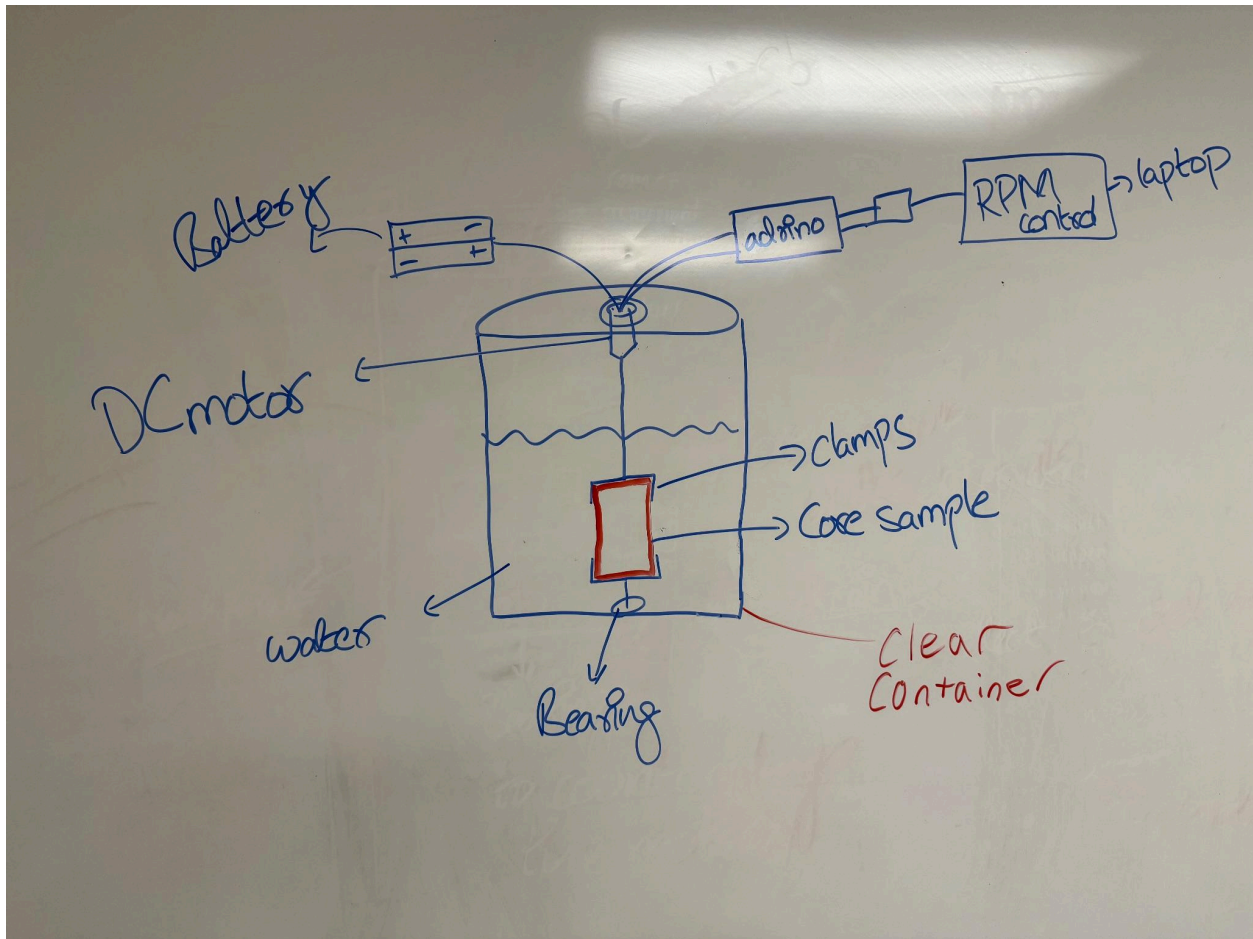 Battery
+ -
- +
adrino
RPM
control
laptop
DC motor
clamps
Core sample
water
Clear
Container
Bearing